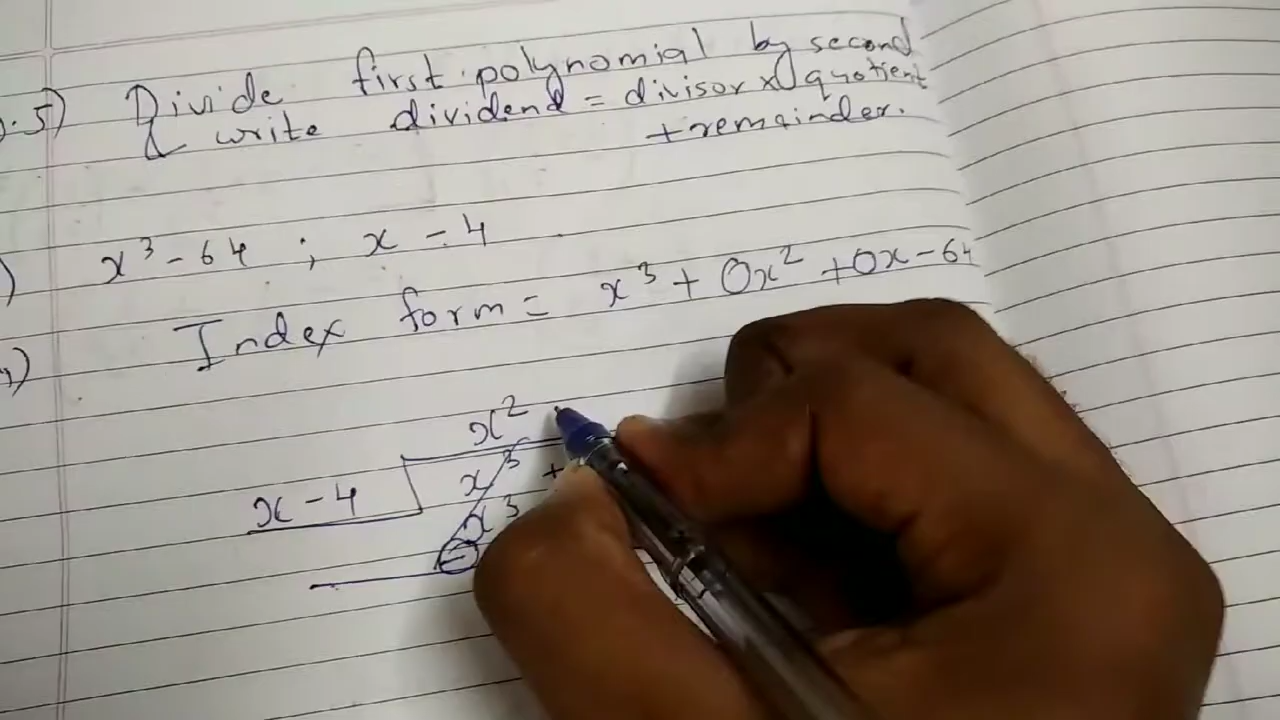 Divide first polynomial by second
& write dividend = divisor x quotient
+remainder.
x³ - 64 ; x - 4
Index form = x³ + 0x² + 0x - 64
x²
x - 4 x³ +
x³
-